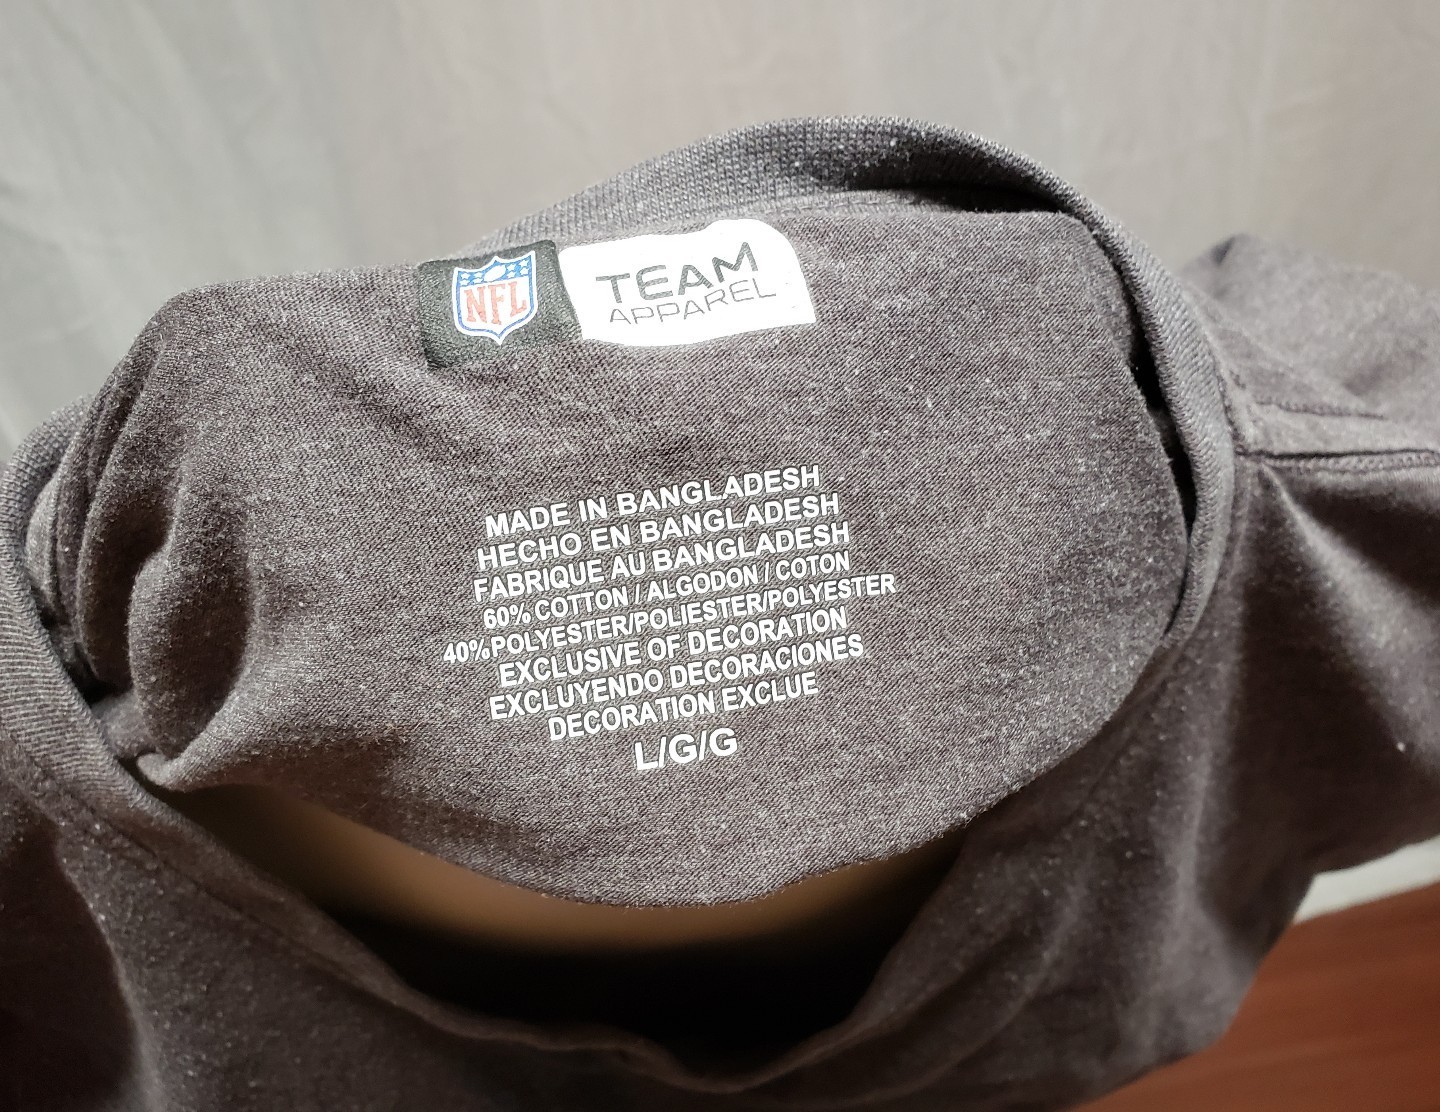 NFL
TEAM
APPAREL
MADE IN BANGLADESH
HECHO EN BANGLADESH
FABRIQUE AU BANGLADESH
60% COTTON / ALGODON / COTON
40%POLYESTER/POLIESTER/POLYESTER
EXCLUSIVE OF DECORATION
EXCLUYENDO DECORACIONES
DECORATION EXCLUE
L/G/G